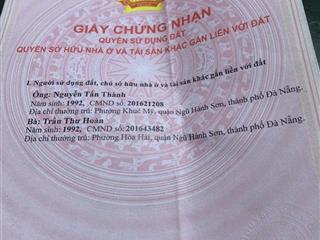 GIẤY CHỨNG NHẬN
QUYỀN SỬ DỤNG ĐẤT
QUYỀN SỞ HỮU NHÀ Ở VÀ TÀI SẢN KHÁC GẮN LIỀN VỚI ĐẤT
I. Người sử dụng đất, chủ sở hữu nhà ở và tài sản khác gắn liền với đất
Ông: Nguyễn Tấn Thành
Năm sinh: 1992, CMND số: 201621208
Địa chỉ thường trú: Phường Khuê Mỹ, quận Ngũ Hành Sơn, thành phố Đà Nẵng.
Bà: Trần Thư Hoàn
Năm sinh: 1992, CMND số: 201643482
Địa chỉ thường trú: Phường Hòa Hải, quận Ngũ Hành Sơn, thành phố Đà Nẵng.